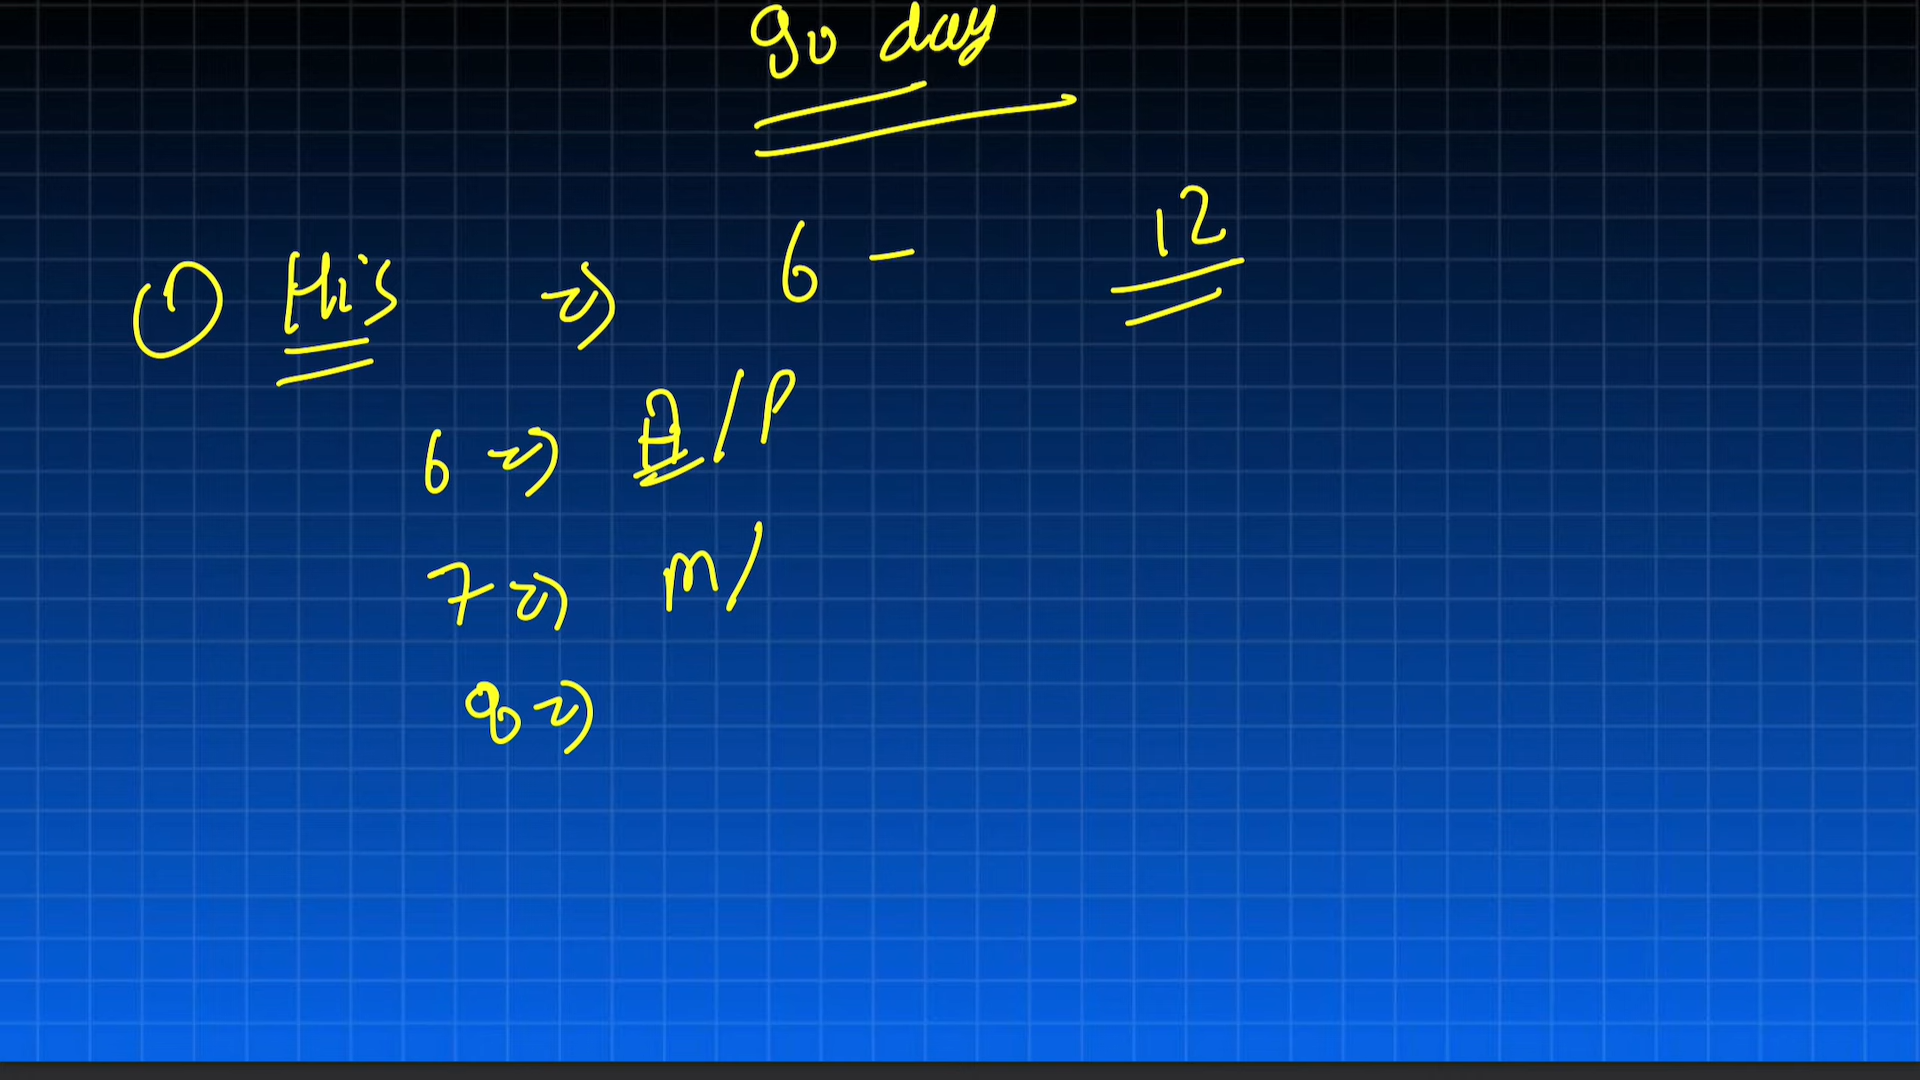 90 day
① His ⇒ 6 - 12
6 ⇒ A/P
7 ⇒ m/
8 ⇒